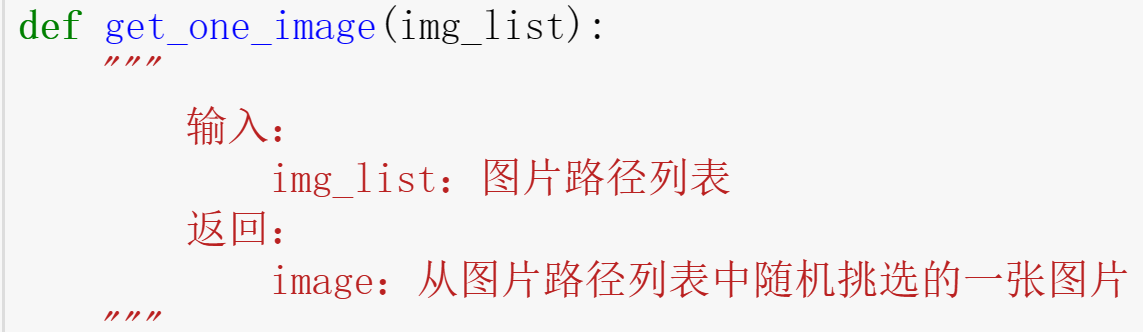 def get_one_image(img_list):
"""
输入：
img_list：图片路径列表
返回：
image：从图片路径列表中随机挑选的一张图片
"""